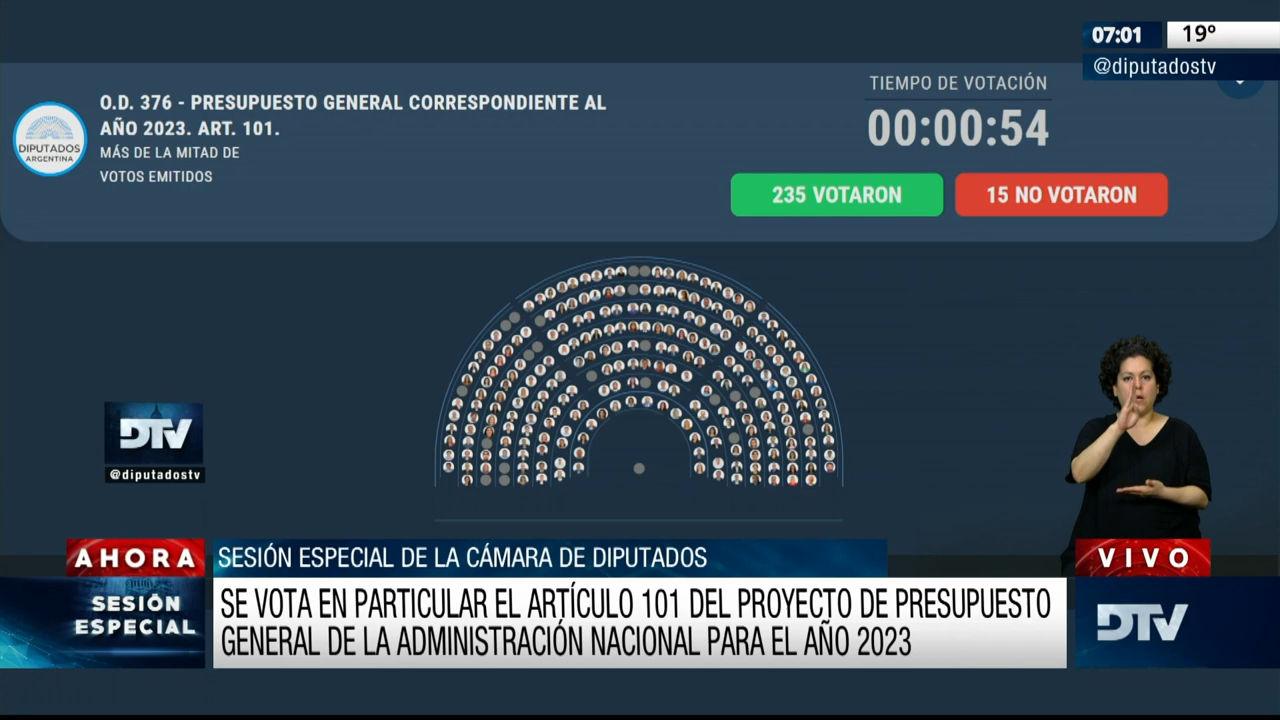 07:01 19°
@diputadostv
O.D. 376 - PRESUPUESTO GENERAL CORRESPONDIENTE AL
AÑO 2023. ART. 101.
MÁS DE LA MITAD DE
VOTOS EMITIDOS
DIPUTADOS
ARGENTINA
TIEMPO DE VOTACIÓN
00:00:54
235 VOTARON
15 NO VOTARON
DTV
@diputadostv
AHORA
SESIÓN ESPECIAL DE LA CÁMARA DE DIPUTADOS
VIVO
SESIÓN
ESPECIAL
SE VOTA EN PARTICULAR EL ARTÍCULO 101 DEL PROYECTO DE PRESUPUESTO
GENERAL DE LA ADMINISTRACIÓN NACIONAL PARA EL AÑO 2023
DTV